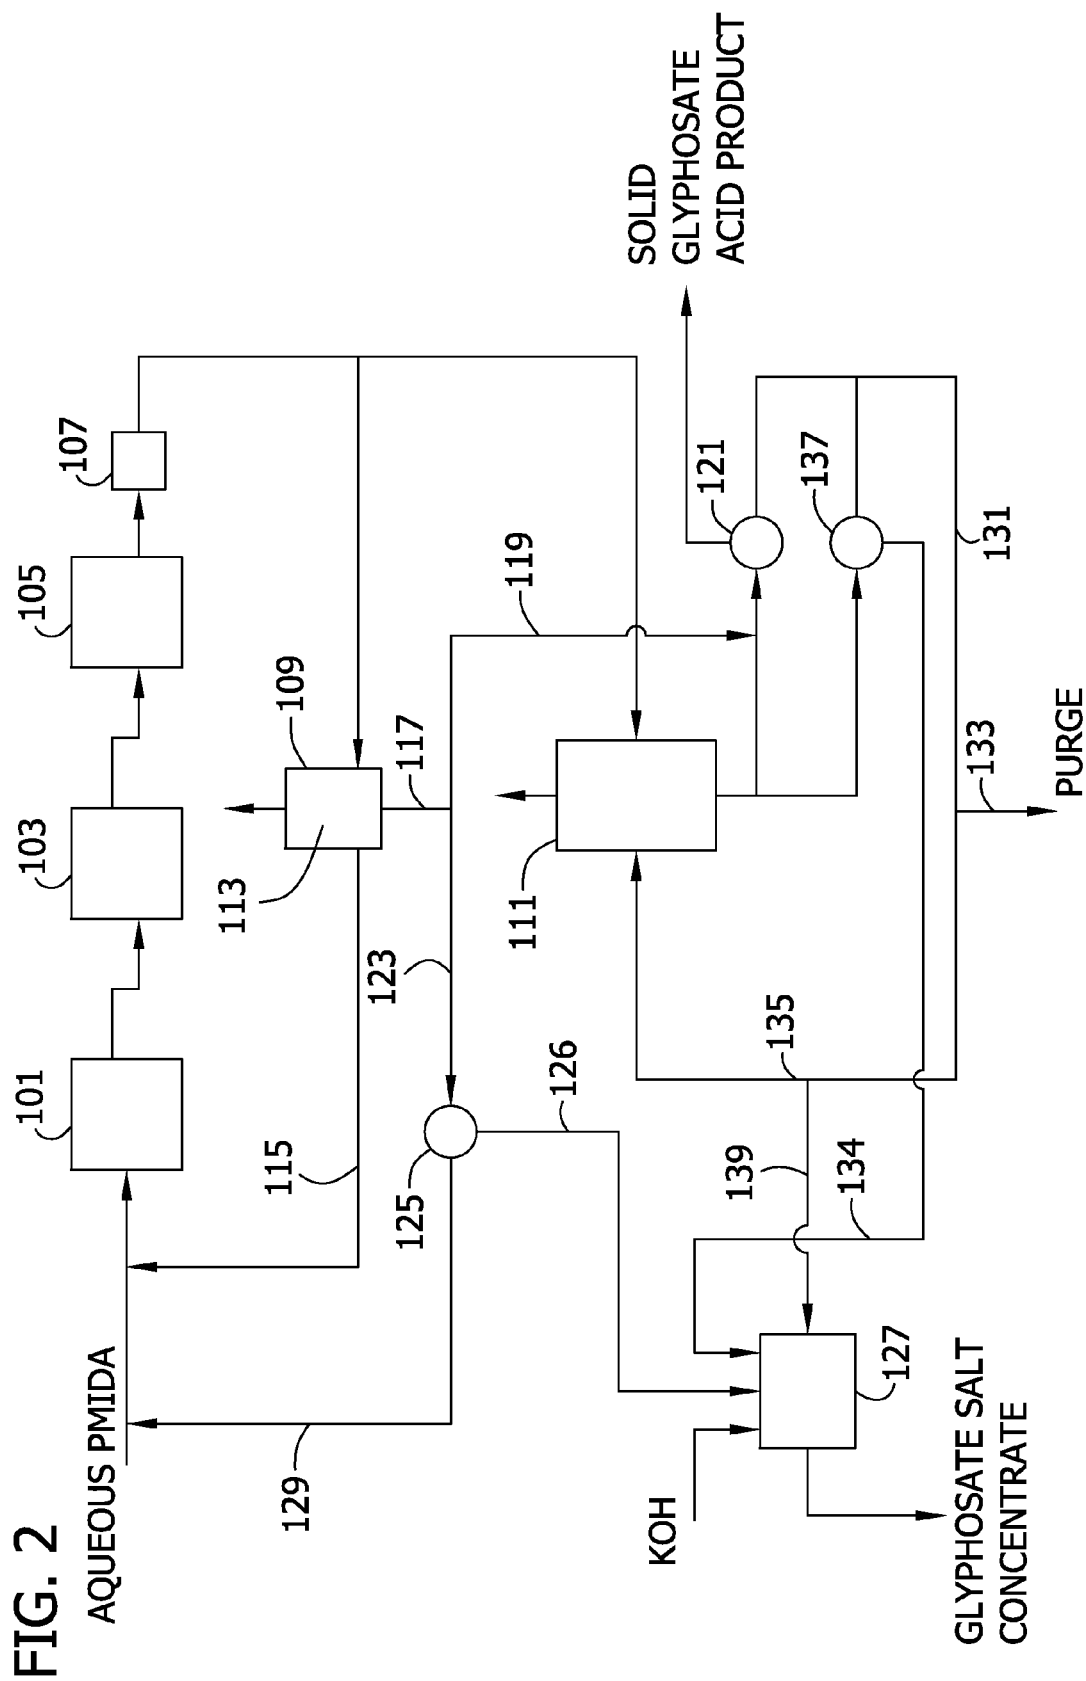 FIG. 2
AQUEOUS PMIDA
101
103
105
107
109
113
115
117
119
123
125
126
129
111
121
137
131
133
PURGE
135
139
134
127
KOH
SOLID
GLYPHOSATE
ACID PRODUCT
GLYPHOSATE SALT
CONCENTRATE